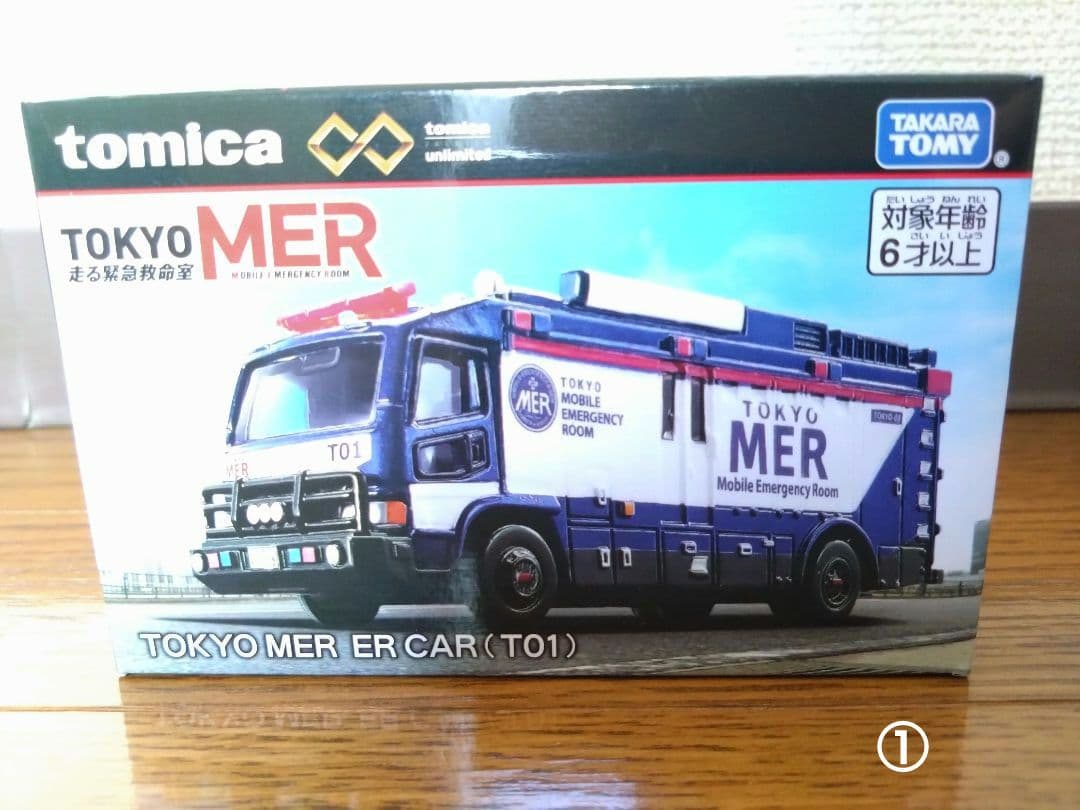 tomica
tomica
unlimited
TAKARA
TOMY
®
TOKYO MER
走る緊急救命室
MOBILE EMERGENCY ROOM
たい しょう ねん れい
対象年齢
さい い じょう
6才以上
MER
T01
MER
TOKYO
MOBILE
EMERGENCY
ROOM
TOKYO
MER
Mobile Emergency Room
TOKYO MER ER CAR(T01)
①